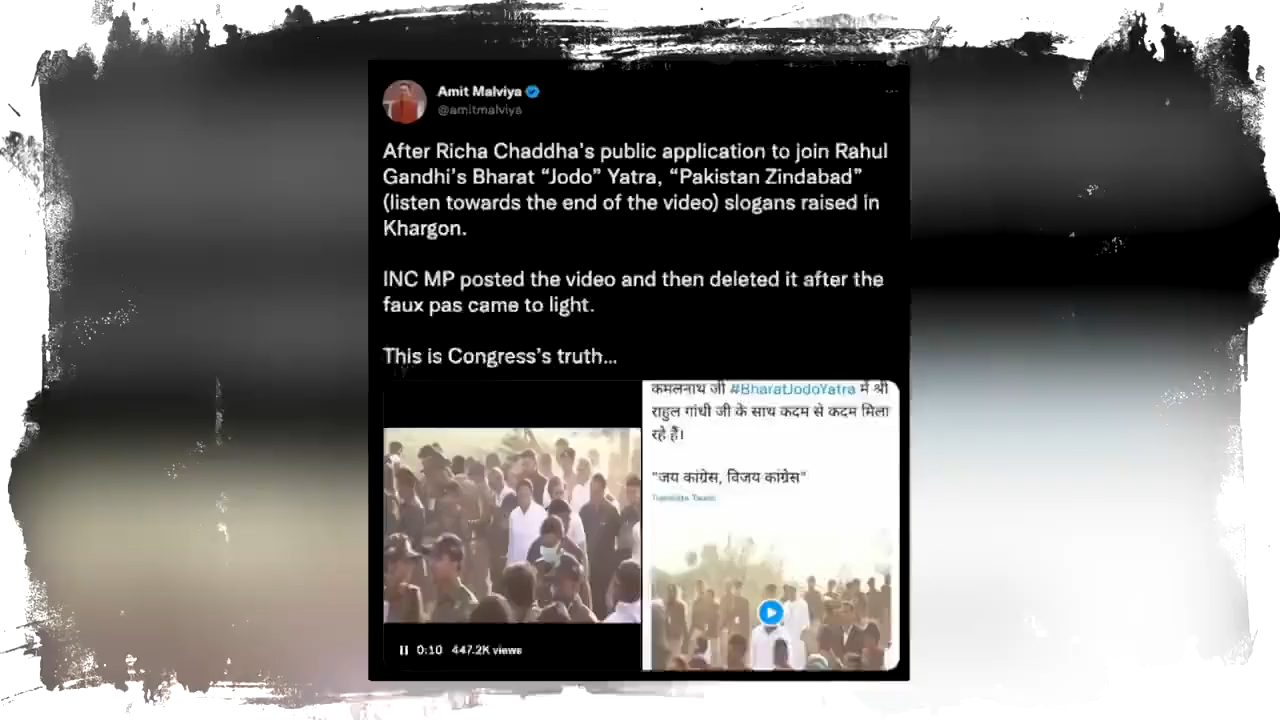 Amit Malviya
@amitmalviya
After Richa Chaddha's public application to join Rahul
Gandhi's Bharat “Jodo” Yatra, “Pakistan Zindabad”
(listen towards the end of the video) slogans raised in
Khargon.
INC MP posted the video and then deleted it after the
faux pas came to light.
This is Congress's truth...
कमलनाथ जी #BharatJodoYatra में श्री
राहुल गांधी जी के साथ कदम से कदम मिला
रहे हैं।
"जय कांग्रेस, विजय कांग्रेस"
Translate Tweet
0:10 447.2K views